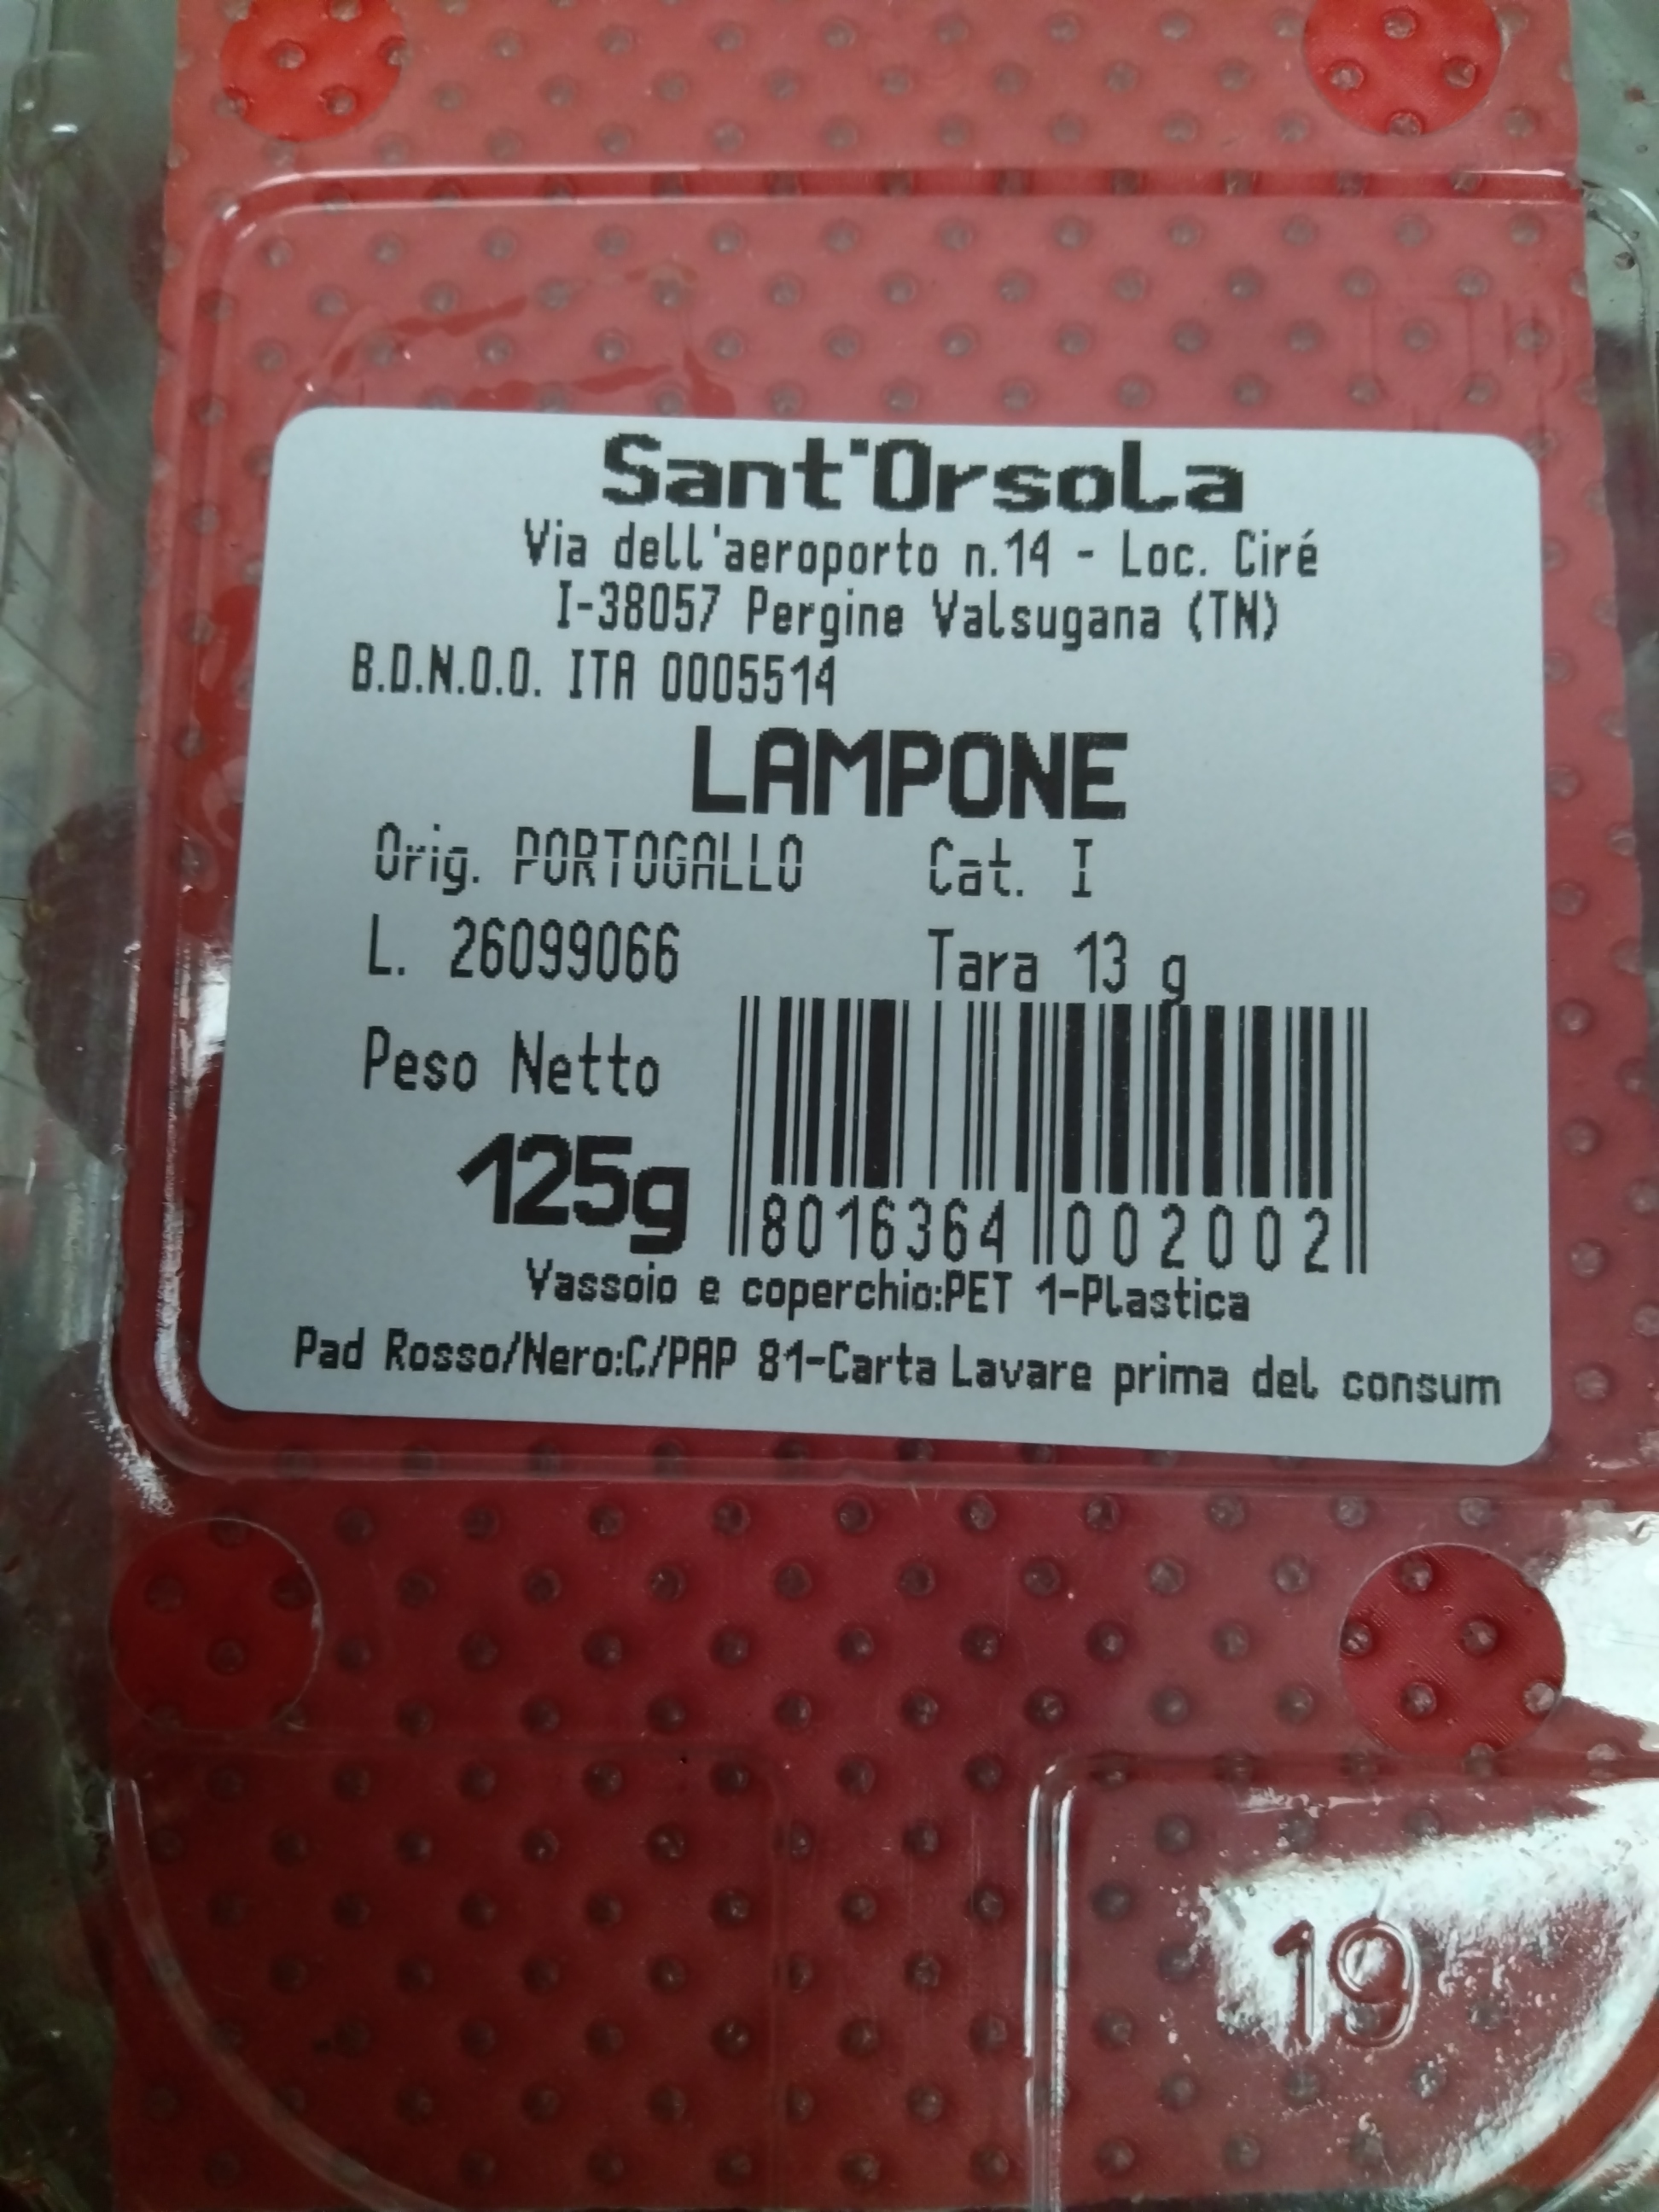 Sant'Orsola
Via dell'aeroporto n.14 - Loc. Ciré
I-38057 Pergine Valsugana (TN)
B.D.N.O.O. ITA 0005514
LAMPONE
Orig. PORTOGALLO Cat. I
L. 26099066 Tara 13 g
Peso Netto
125g
8016364 002002
Vassoio e coperchio:PET 1-Plastica
Pad Rosso/Nero:C/PAP 81-Carta Lavare prima del consum
19